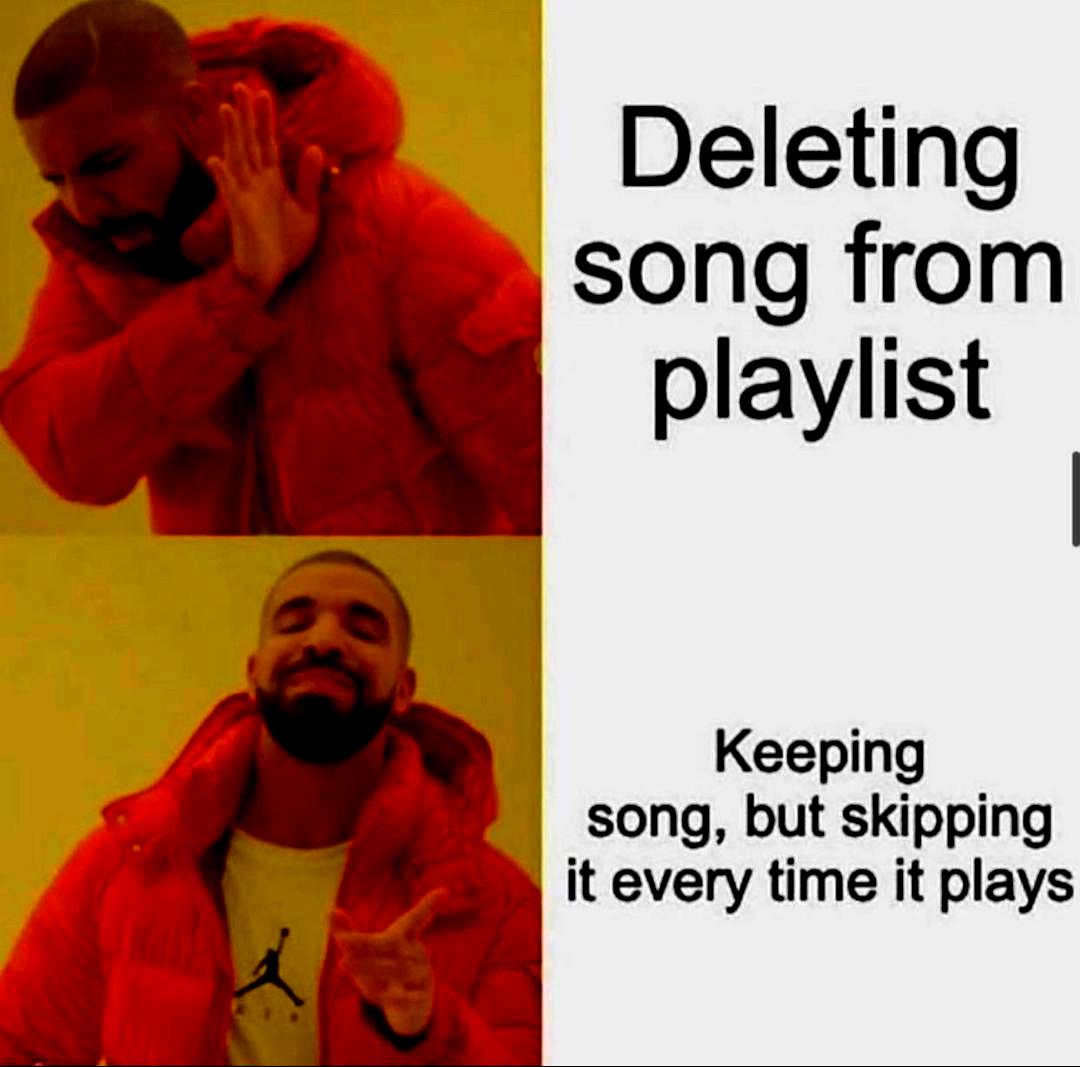 Deleting
song from
playlist
Keeping
song, but skipping
it every time it plays